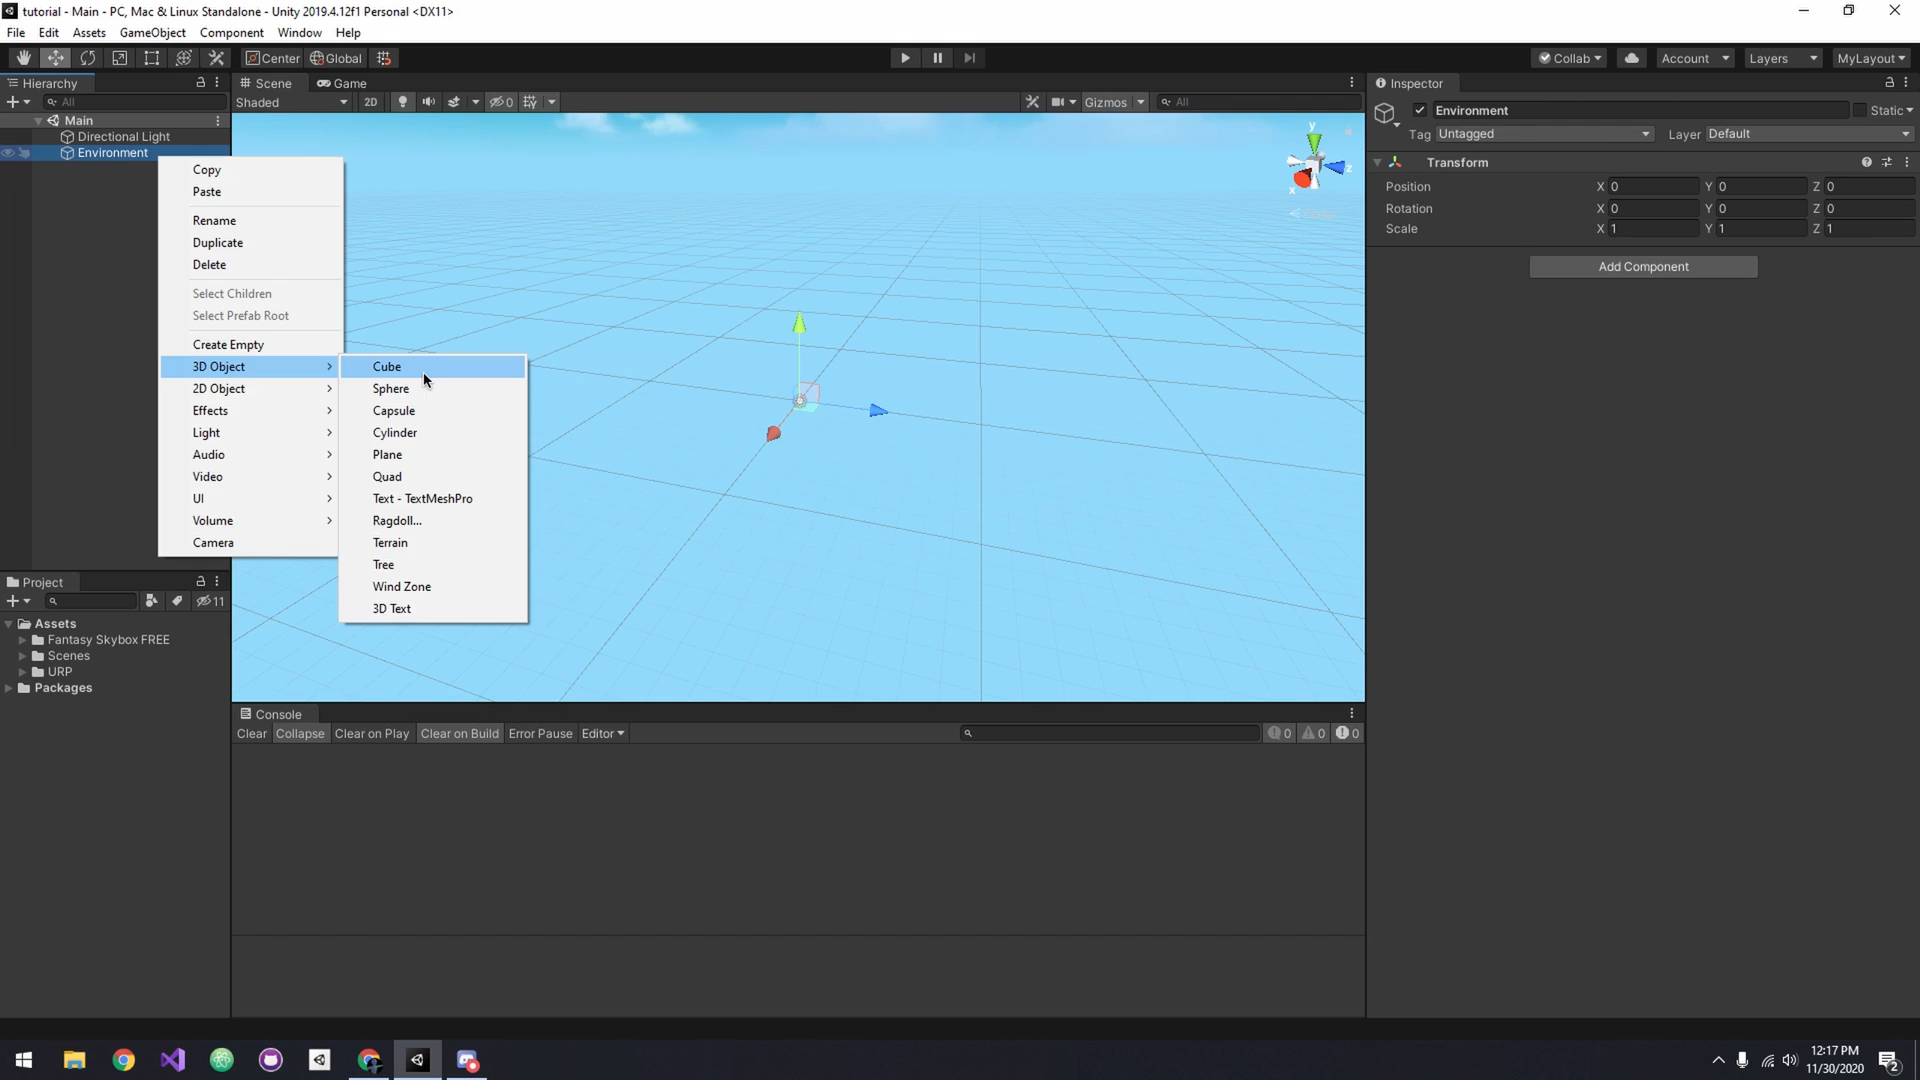 tutorial - Main - PC, Mac & Linux Standalone - Unity 2019.4.12f1 Personal <DX11>
File Edit Assets GameObject Component Window Help
Center Global Collab Account Layers MyLayout
Hierarchy
All
Main
Directional Light
Environment
Copy
Paste
Rename
Duplicate
Delete
Select Children
Select Prefab Root
Create Empty
3D Object
2D Object
Effects
Light
Audio
Video
UI
Volume
Camera
Cube
Sphere
Capsule
Cylinder
Plane
Quad
Text - TextMeshPro
Ragdoll...
Terrain
Tree
Wind Zone
3D Text
Scene Game
Shaded 2D 0 Gizmos All
y
z
x
Persp
Inspector
Environment Static
Tag Untagged Layer Default
Transform
Position X 0 Y 0 Z 0
Rotation X 0 Y 0 Z 0
Scale X 1 Y 1 Z 1
Add Component
Project
11
Assets
Fantasy Skybox FREE
Scenes
URP
Packages
Console
Clear Collapse Clear on Play Clear on Build Error Pause Editor 0 0 0
12:17 PM
11/30/2020
2